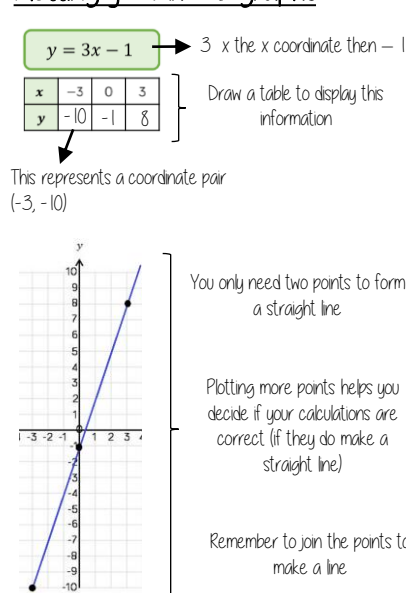 y = 3x − 1
3 x the x coordinate then − 1
x −3 0 3
y -10 -1 8
Draw a table to display this
information
This represents a coordinate pair
(-3, -10)
y
10
9
8
7
6
5
4
3
2
1
0
-3 -2 -1 1 2 3
-2
-3
-4
-5
-6
-7
-8
-9
-10
You only need two points to form
a straight line
Plotting more points helps you
decide if your calculations are
correct (if they do make a
straight line)
Remember to join the points to
make a line